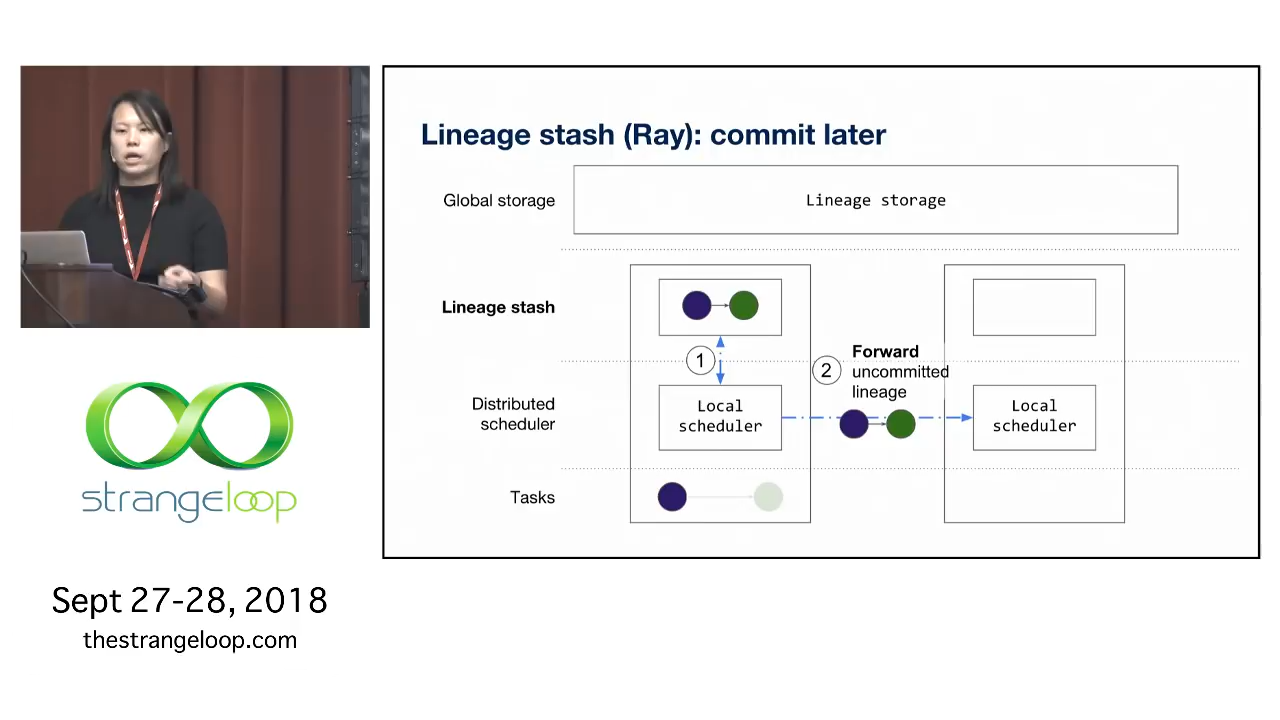 Lineage stash (Ray): commit later
Global storage
Lineage storage
Lineage stash
1
2
Forward
uncommitted
lineage
Distributed
scheduler
Local
scheduler
Local
scheduler
Tasks
strangeloop
Sept 27-28, 2018
thestrangeloop.com